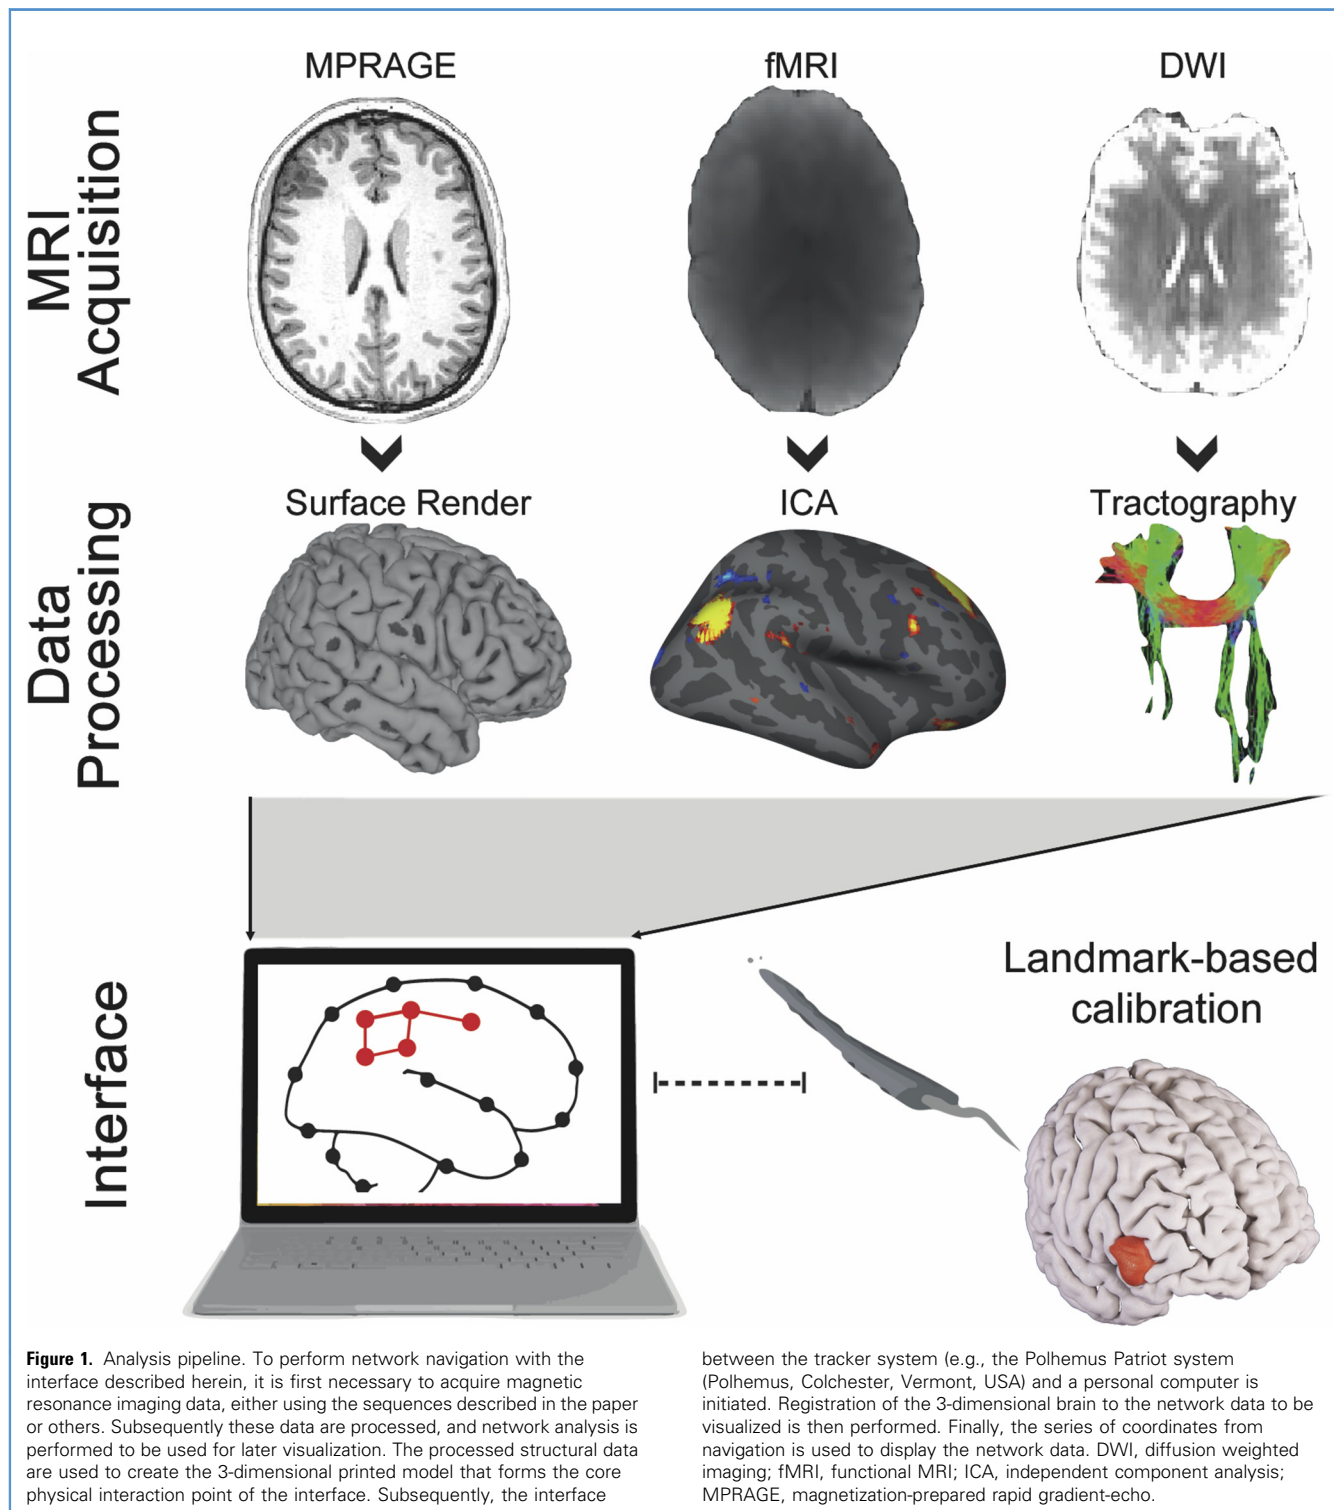 MPRAGE
fMRI
DWI
MRI
Acquisition
Surface Render
ICA
Tractography
Data
Processing
Landmark-based
calibration
Interface
Figure 1. Analysis pipeline. To perform network navigation with the
interface described herein, it is first necessary to acquire magnetic
resonance imaging data, either using the sequences described in the paper
or others. Subsequently these data are processed, and network analysis is
performed to be used for later visualization. The processed structural data
are used to create the 3-dimensional printed model that forms the core
physical interaction point of the interface. Subsequently, the interface
between the tracker system (e.g., the Polhemus Patriot system
(Polhemus, Colchester, Vermont, USA) and a personal computer is
initiated. Registration of the 3-dimensional brain to the network data to be
visualized is then performed. Finally, the series of coordinates from
navigation is used to display the network data. DWI, diffusion weighted
imaging; fMRI, functional MRI; ICA, independent component analysis;
MPRAGE, magnetization-prepared rapid gradient-echo.